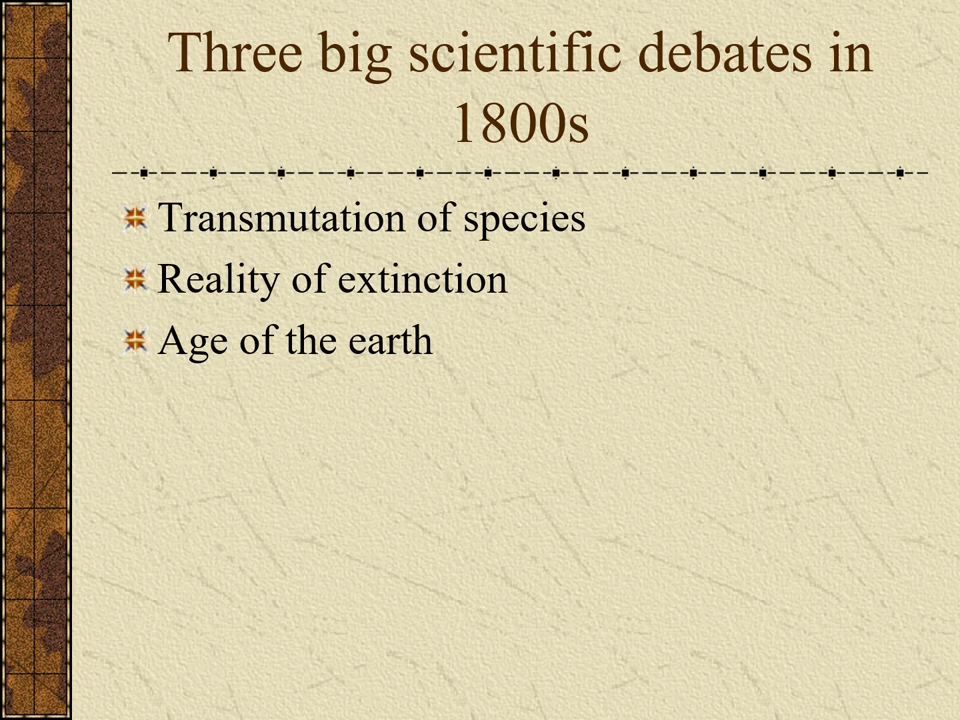 Three big scientific debates in
1800s
Transmutation of species
Reality of extinction
Age of the earth